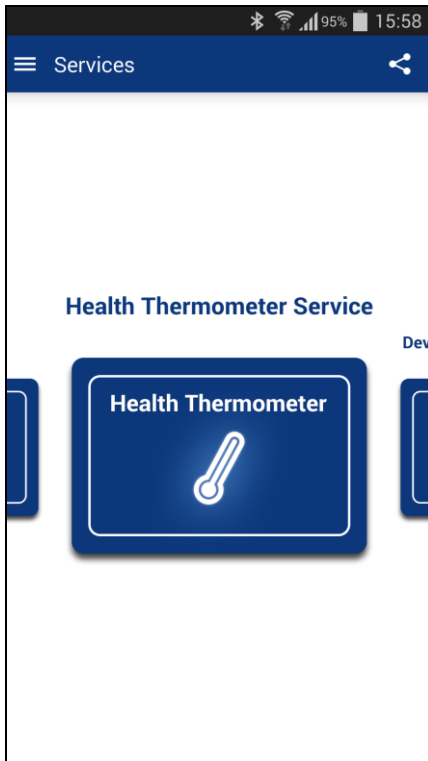 95% 15:58
Services
Health Thermometer Service
Dev
Health Thermometer